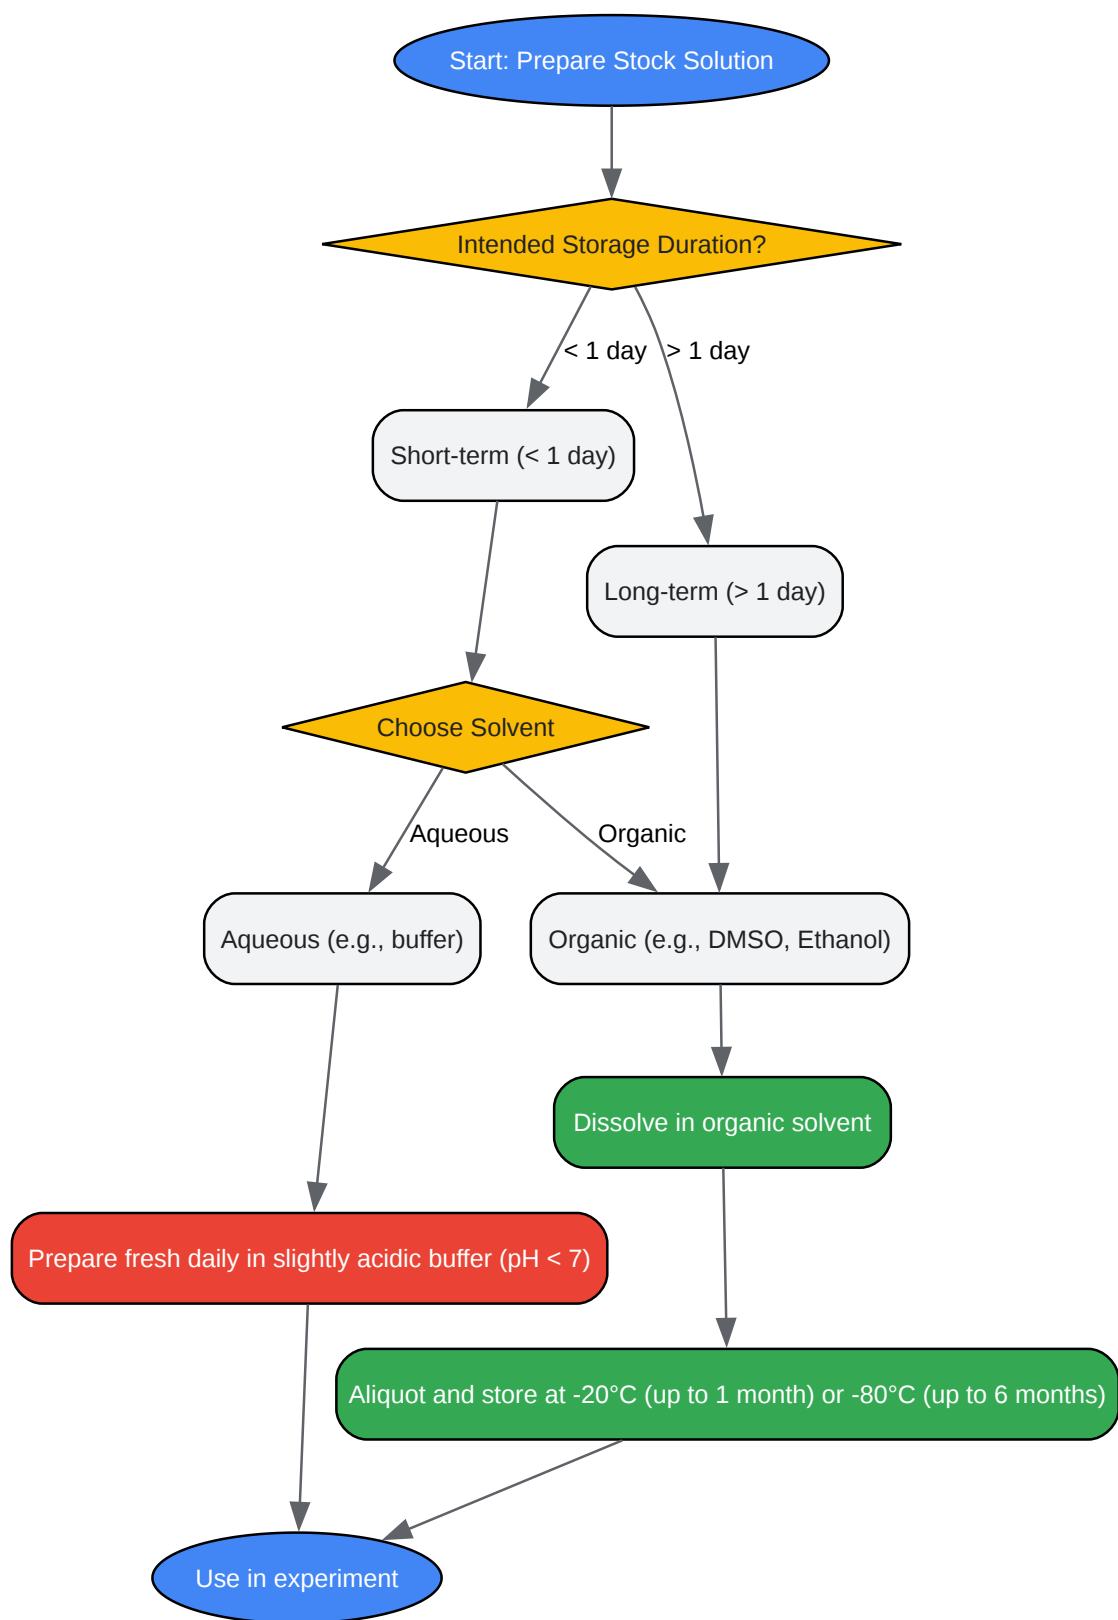 Start: Prepare Stock Solution
Intended Storage Duration?
< 1 day
> 1 day
Short-term (< 1 day)
Long-term (> 1 day)
Choose Solvent
Aqueous
Organic
Aqueous (e.g., buffer)
Organic (e.g., DMSO, Ethanol)
Dissolve in organic solvent
Prepare fresh daily in slightly acidic buffer (pH < 7)
Aliquot and store at -20°C (up to 1 month) or -80°C (up to 6 months)
Use in experiment